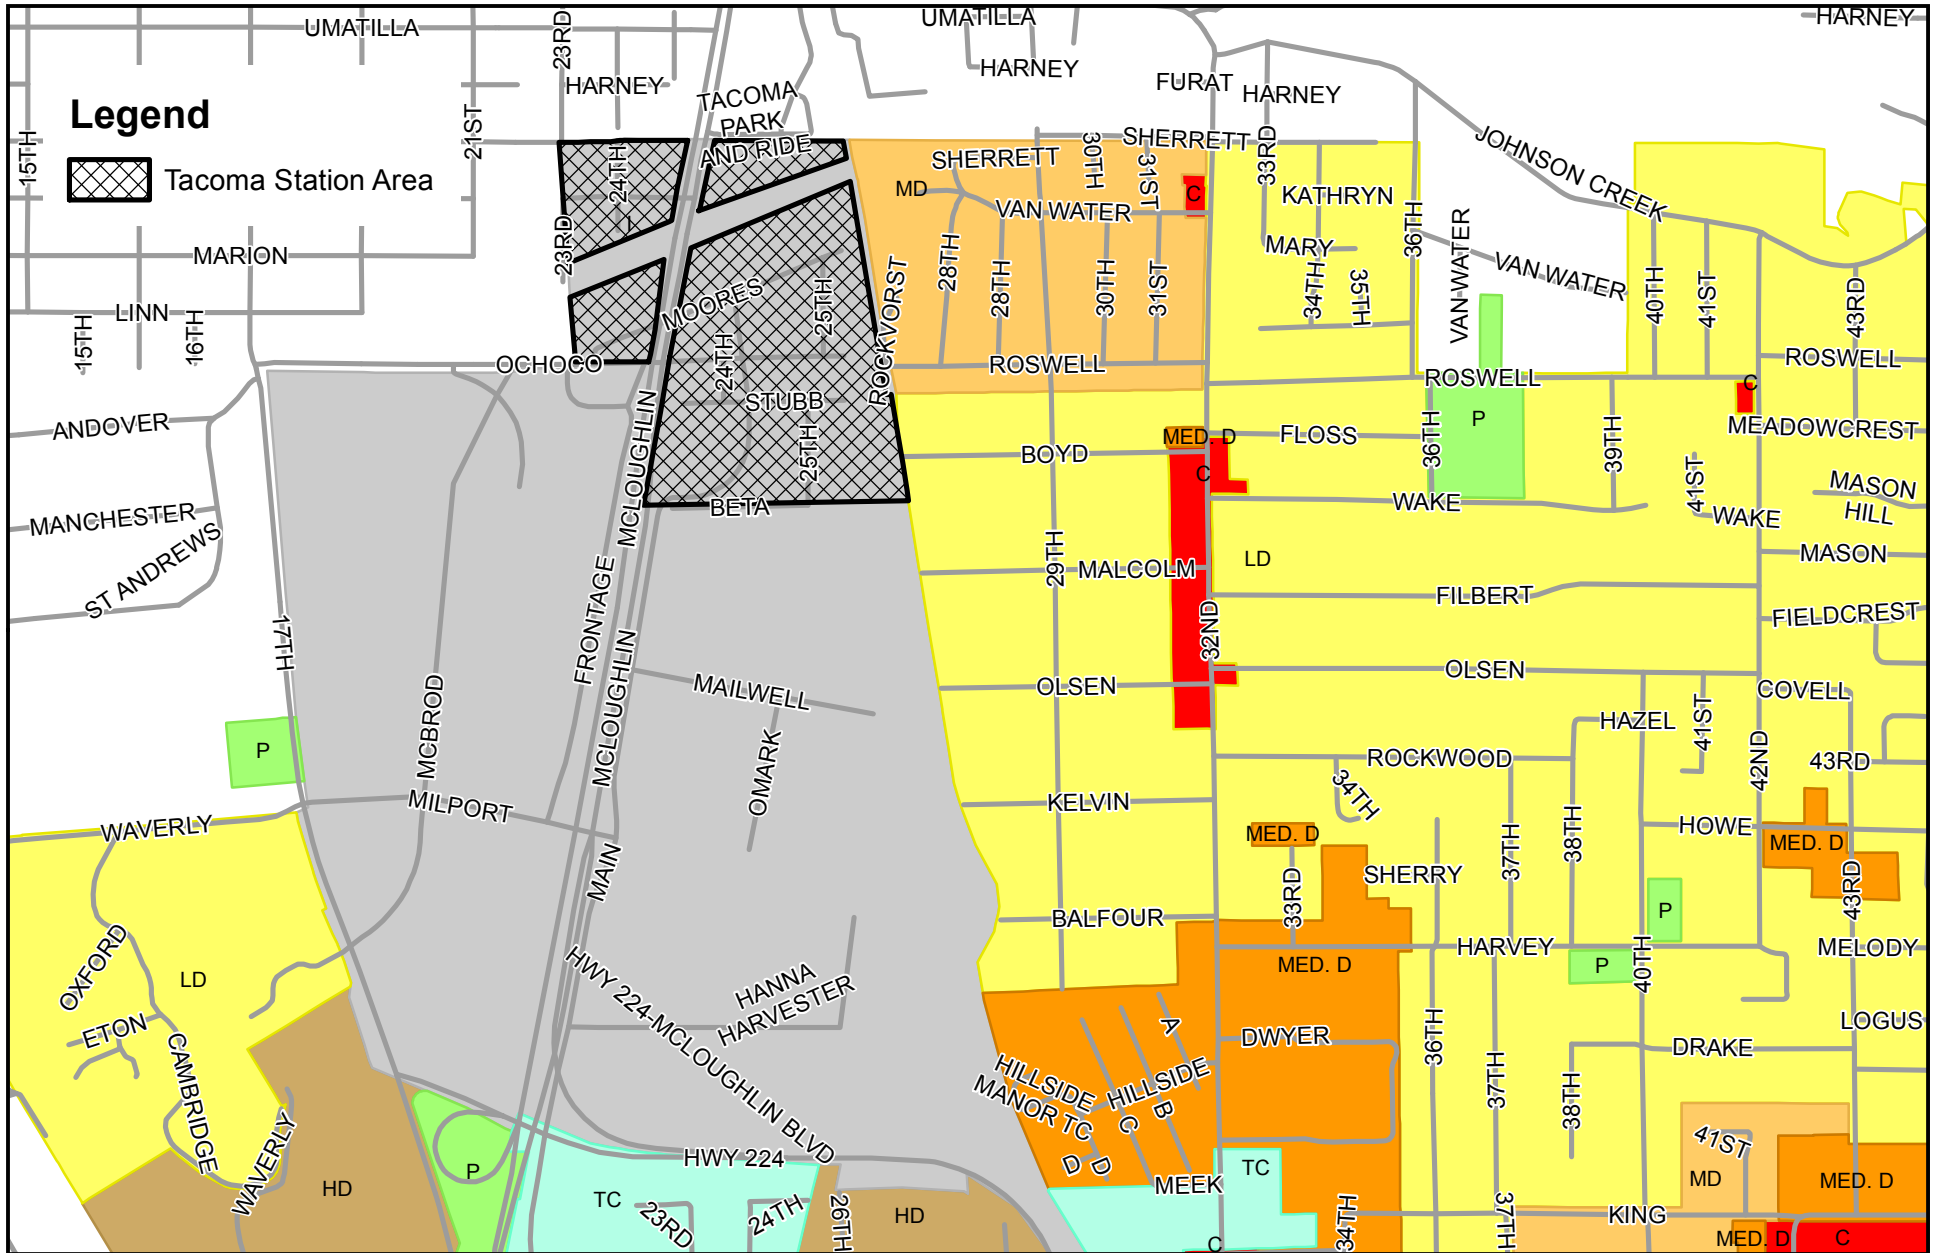 UMATILLA
23RD
UMATILLA
HARNEY
HARNEY
HARNEY
FURAT
HARNEY
TACOMA
PARK
AND RIDE
Legend
Tacoma Station Area
15TH
21ST
24TH
23RD
SHERRETT
SHERRETT
30TH
31ST
33RD
JOHNSON CREEK
MD
C
KATHRYN
VAN WATER
36TH
VAN WATER
VAN WATER
MARY
MARION
LINN
15TH
16TH
MOORES
25TH
24TH
ROCKVORST
28TH
28TH
30TH
31ST
34TH
35TH
40TH
41ST
43RD
OCHOCO
ROSWELL
ROSWELL
ROSWELL
C
STUBB
25TH
BETA
ANDOVER
MANCHESTER
ST ANDREWS
MCLOUGHLIN
FRONTAGE
MCLOUGHLIN
MED. D
C
BOYD
FLOSS
36TH
P
39TH
MEADOWCREST
41ST
MASON
HILL
WAKE
WAKE
MASON
29TH
MALCOLM
LD
32ND
FILBERT
FIELDCREST
17TH
MCBROD
MAILWELL
OMARK
OLSEN
OLSEN
COVELL
HAZEL
41ST
42ND
43RD
P
WAVERLY
MILPORT
MAIN
KELVIN
ROCKWOOD
34TH
MED. D
37TH
38TH
HOWE
MED. D
43RD
SHERRY
33RD
P
BALFOUR
HARVEY
MED. D
P
40TH
MELODY
OXFORD
LD
ETON
CAMBRIDGE
WAVERLY
HWY 224-MCLOUGHLIN BLVD
HANNA
HARVESTER
A
DWYER
36TH
37TH
38TH
DRAKE
LOGUS
HILLSIDE
MANOR TC
HILLSIDE
B
C
D
D
HWY 224
P
HD
TC
23RD
24TH
26TH
HD
MEEK
TC
C
34TH
37TH
41ST
MD
MED. D
KING
MED. D
C